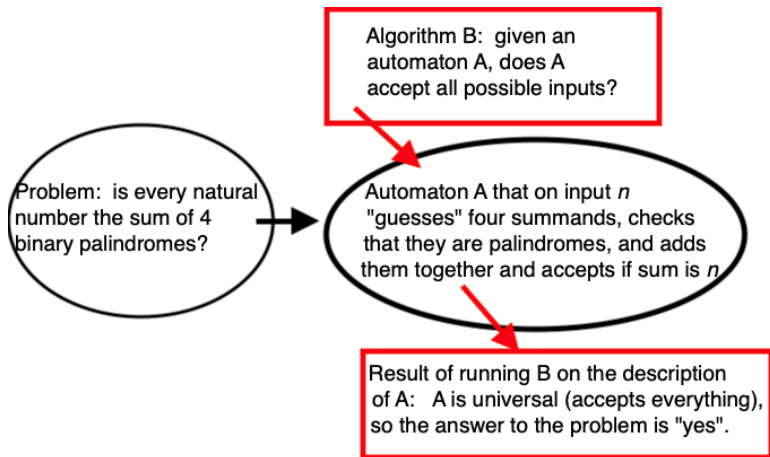 Algorithm B: given an
automaton A, does A
accept all possible inputs?
Problem: is every natural
number the sum of 4
binary palindromes?
Automaton A that on input n
"guesses" four summands, checks
that they are palindromes, and adds
them together and accepts if sum is n
Result of running B on the description
of A: A is universal (accepts everything),
so the answer to the problem is "yes".